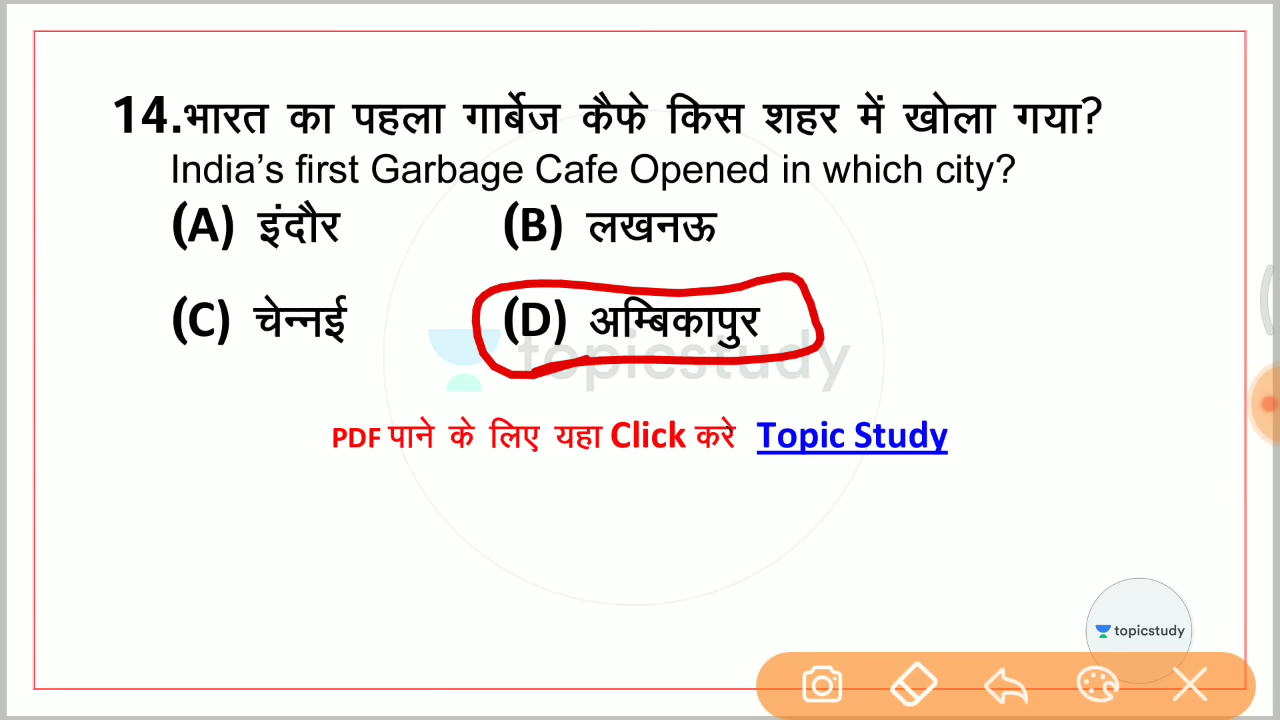 14.भारत का पहला गार्बेज कैफे किस शहर में खोला गया?
India's first Garbage Cafe Opened in which city?
(A) इंदौर (B) लखनऊ
(C) चेन्नई (D) अम्बिकापुर
topicstudy
PDF पाने के लिए यहा Click करे Topic Study
topicstudy